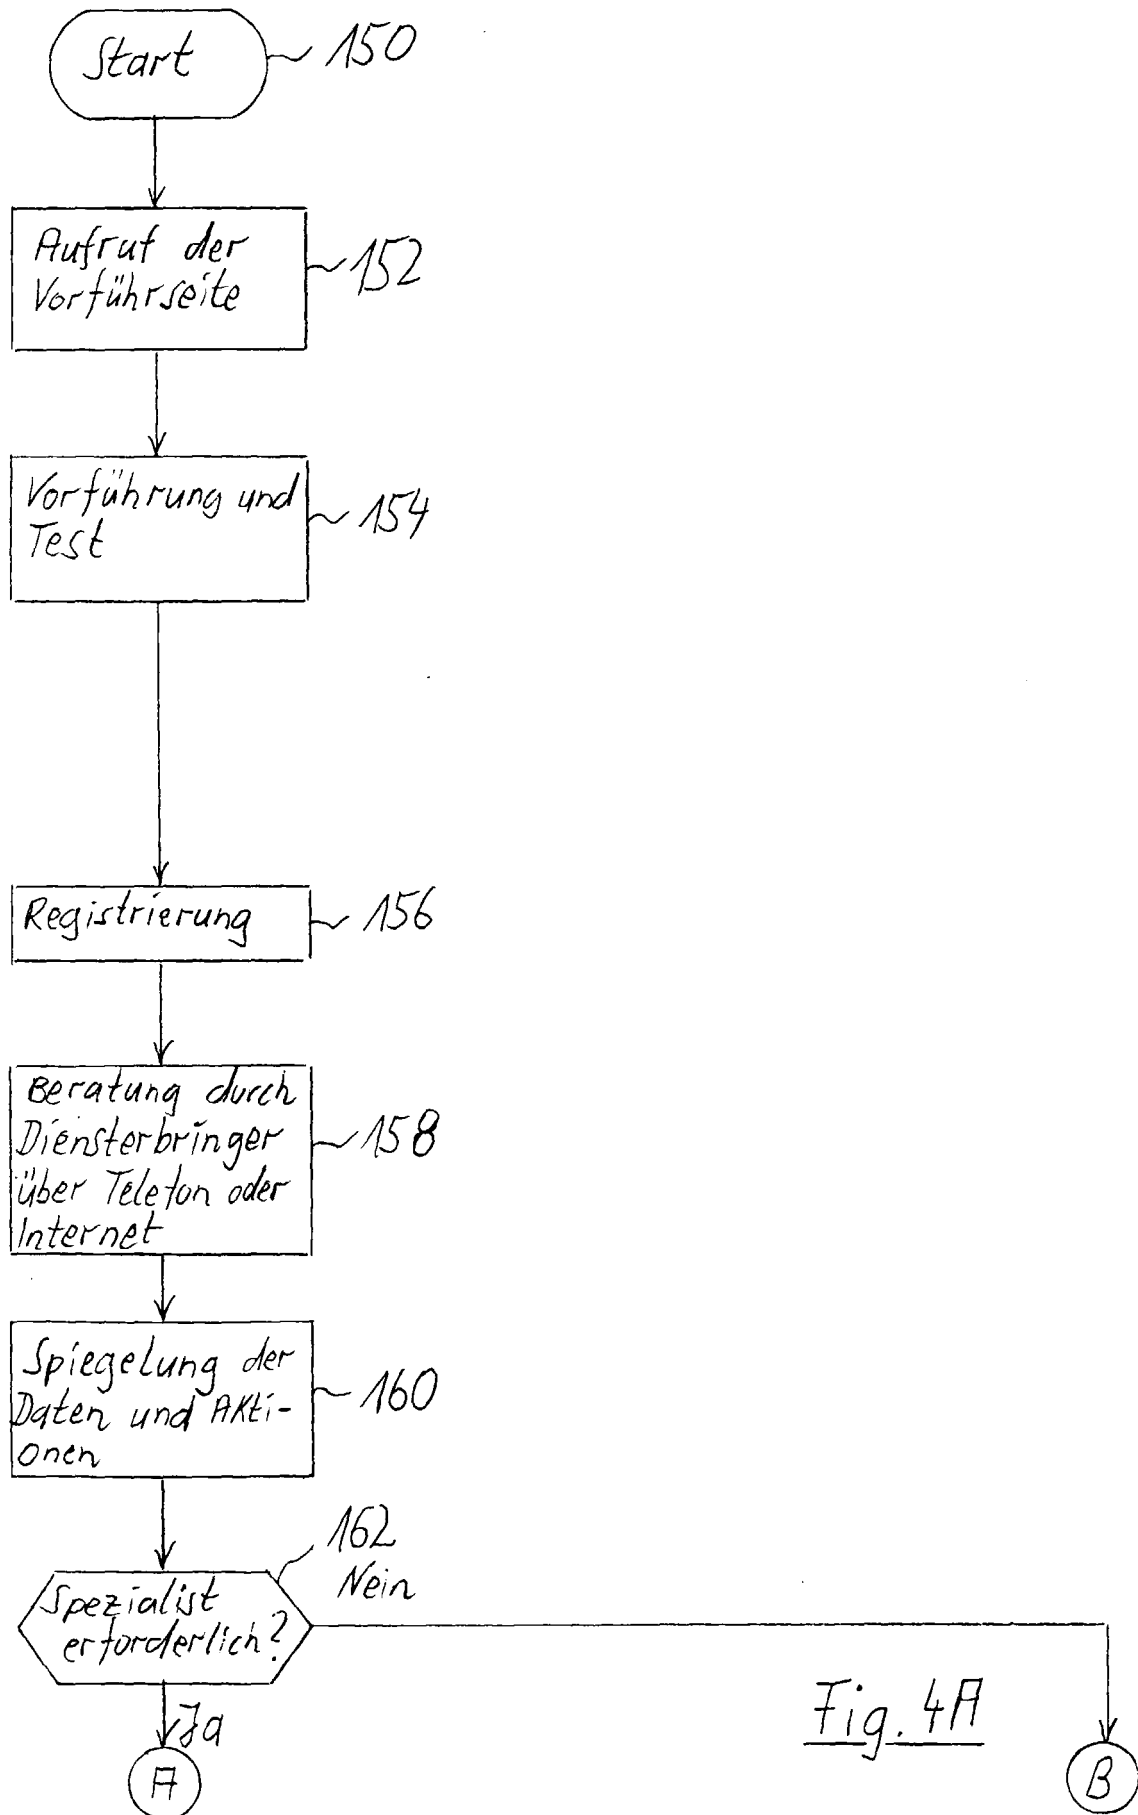 Start 150
Aufruf der
Vorführseite 152
Vorführung und
Test 154
Registrierung 156
Beratung durch
Diensterbringer 158
über Telefon oder
Internet
Spiegelung der
Daten und Akti-
onen 160
162
Nein
Spezialist
erforderlich?
Ja
Fig. 4A
A
B